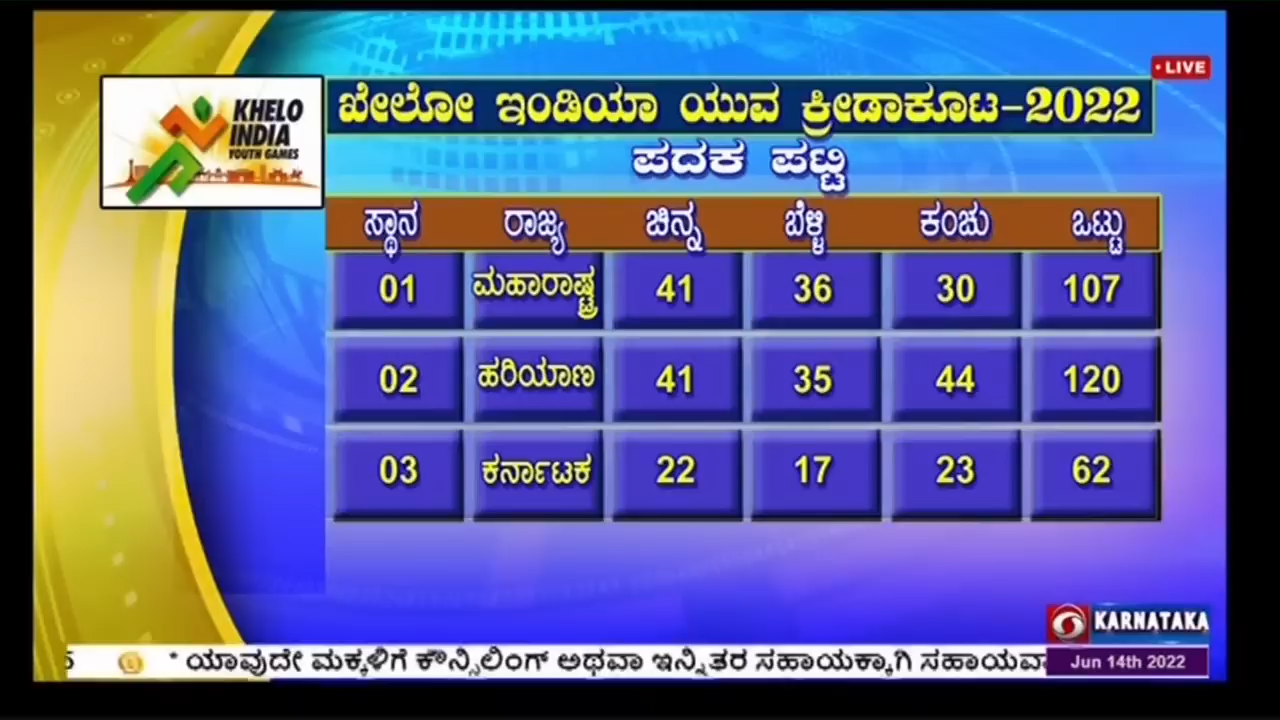 • LIVE
KHELO
INDIA
YOUTH GAMES
ಖೇಲೋ ಇಂಡಿಯಾ ಯುವ ಕ್ರೀಡಾಕೂಟ-2022
ಪದಕ ಪಟ್ಟಿ
ಸ್ಥಾನ ರಾಜ್ಯ ಚಿನ್ನ ಬೆಳ್ಳಿ ಕಂಚು ಒಟ್ಟು
01 ಮಹಾರಾಷ್ಟ್ರ 41 36 30 107
02 ಹರಿಯಾಣ 41 35 44 120
03 ಕರ್ನಾಟಕ 22 17 23 62
KARNATAKA
* ಯಾವುದೇ ಮಕ್ಕಳಿಗೆ ಕೌನ್ಸಿಲಿಂಗ್ ಅಥವಾ ಇನ್ನಿತರ ಸಹಾಯಕ್ಕಾಗಿ ಸಹಾಯವಾ
Jun 14th 2022